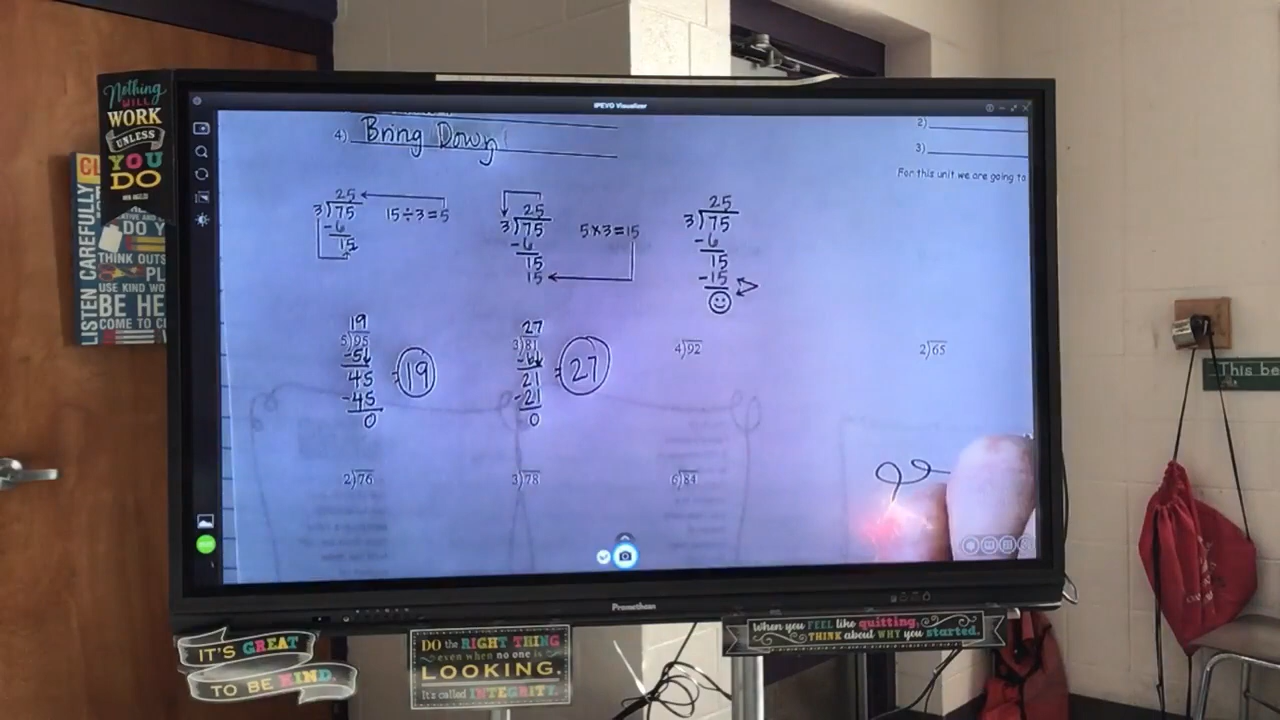 Nothing
WILL
WORK
UNLESS
YOU
DO
LISTEN CAREFULLY
DO Y
THINK OUTS
PL
USE KIND WO
BE HE
COME TO CL
IPEVO Visualizer
4) Bring Down
2)
3)
For this unit we are going to
25
3)75
-6
15
15÷3=5
25
3)75
-6
15
15
5×3=15
25
3)75
-6
15
-15
19
5)95
-5
45
-45
0
19
27
3)81
21
-21
0
27
4)92
2)65
2)76
3)78
6)84
Promethean
IT'S GREAT
TO BE KIND.
DO the RIGHT THING
even when no one is
LOOKING.
It's called INTEGRITY.
When you FEEL like quitting,
THINK about WHY you started.
This be